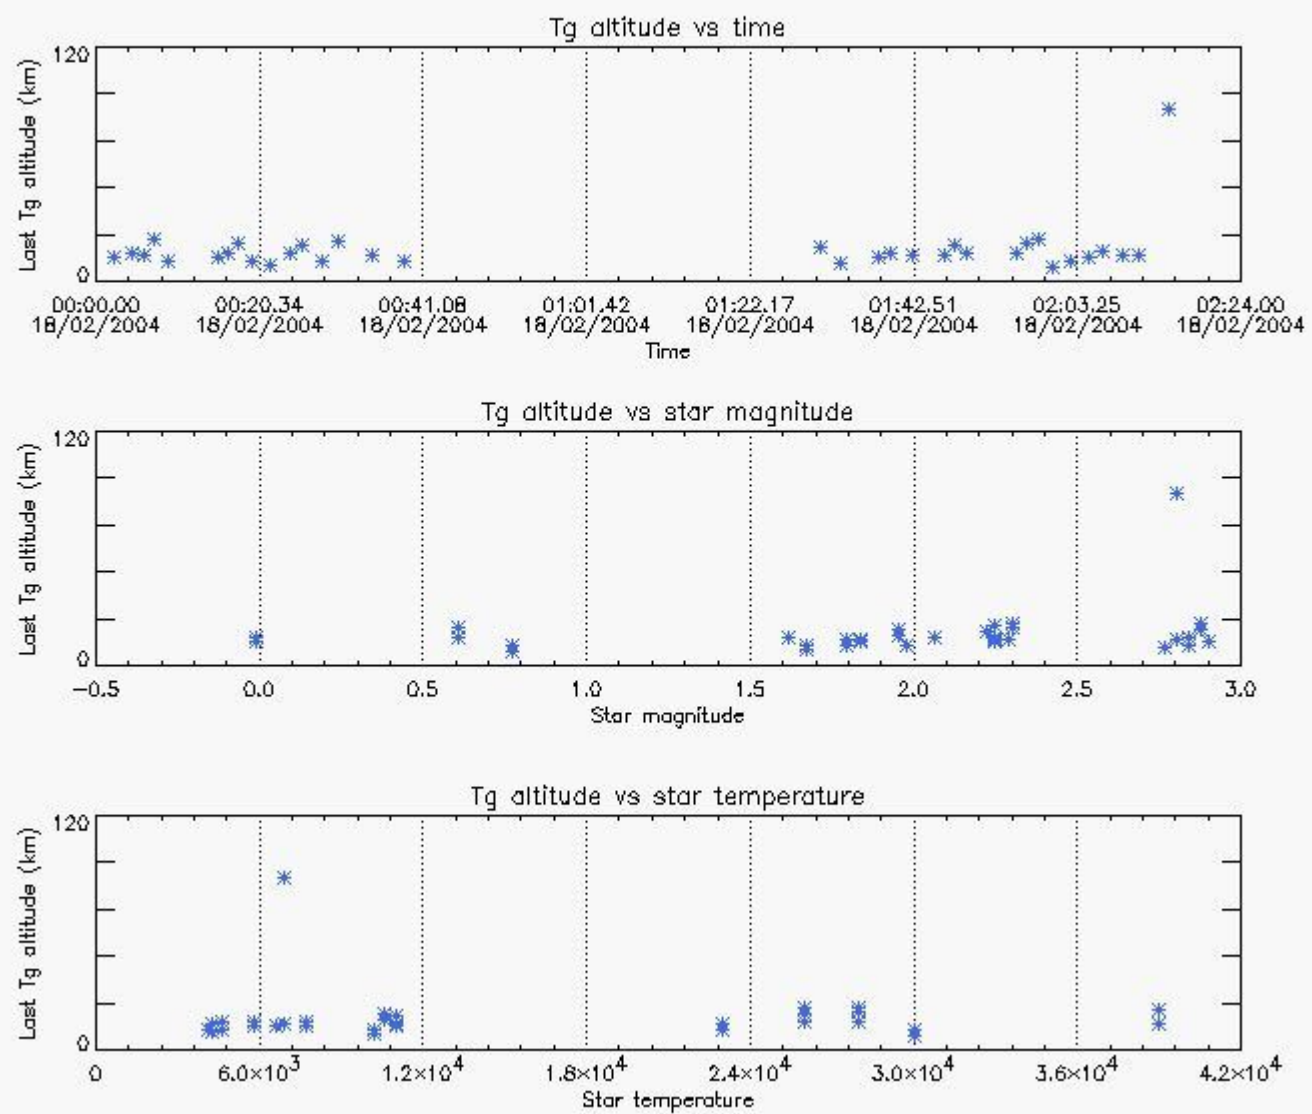 Tg altitude vs time
Last Tg altitude (km)
120
0
00:00.00 00:20.34 00:41.08 01:01.42 01:22.17 01:42.51 02:03.25 02:24.00
18/02/2004 18/02/2004 18/02/2004 18/02/2004 18/02/2004 18/02/2004 18/02/2004 18/02/2004
Time
Tg altitude vs star magnitude
Last Tg altitude (km)
120
0
-0.5 0.0 0.5 1.0 1.5 2.0 2.5 3.0
Star magnitude
Tg altitude vs star temperature
Last Tg altitude (km)
120
0
0 6.0×10³ 1.2×10⁴ 1.8×10⁴ 2.4×10⁴ 3.0×10⁴ 3.6×10⁴ 4.2×10⁴
Star temperature